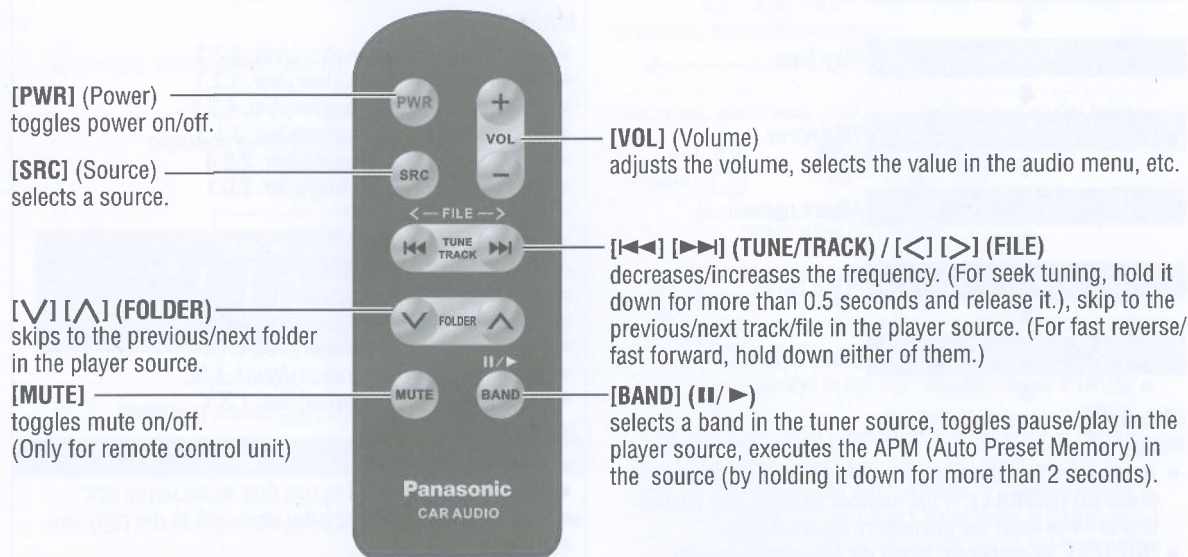 [PWR] (Power)
toggles power on/off.
[SRC] (Source)
selects a source.
[∨] [∧] (FOLDER)
skips to the previous/next folder
in the player source.
[MUTE]
toggles mute on/off.
(Only for remote control unit)
PWR
+
VOL
SRC
−
<— FILE —>
|◀◀ TUNE ▶▶|
TRACK
∨ FOLDER ∧
II/▶
MUTE BAND
Panasonic
CAR AUDIO
[VOL] (Volume)
adjusts the volume, selects the value in the audio menu, etc.
[|◀◀] [▶▶|] (TUNE/TRACK) / [<] [>] (FILE)
decreases/increases the frequency. (For seek tuning, hold it
down for more than 0.5 seconds and release it.), skip to the
previous/next track/file in the player source. (For fast reverse/
fast forward, hold down either of them.)
[BAND] (II/▶)
selects a band in the tuner source, toggles pause/play in the
player source, executes the APM (Auto Preset Memory) in
the source (by holding it down for more than 2 seconds).